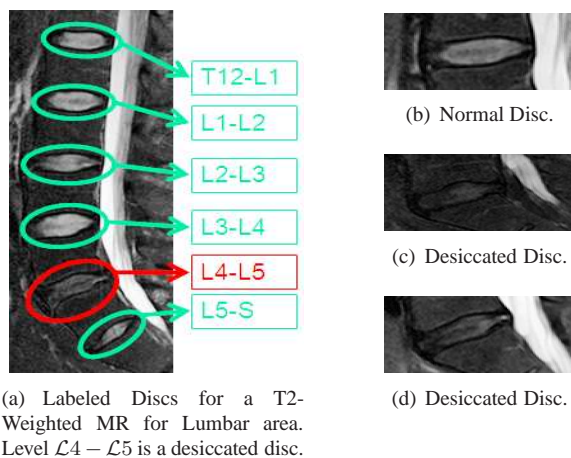 T12-L1
L1-L2
L2-L3
L3-L4
L4-L5
L5-S
(a) Labeled Discs for a T2-
Weighted MR for Lumbar area.
Level ℒ4 − ℒ5 is a desiccated disc.
(b) Normal Disc.
(c) Desiccated Disc.
(d) Desiccated Disc.